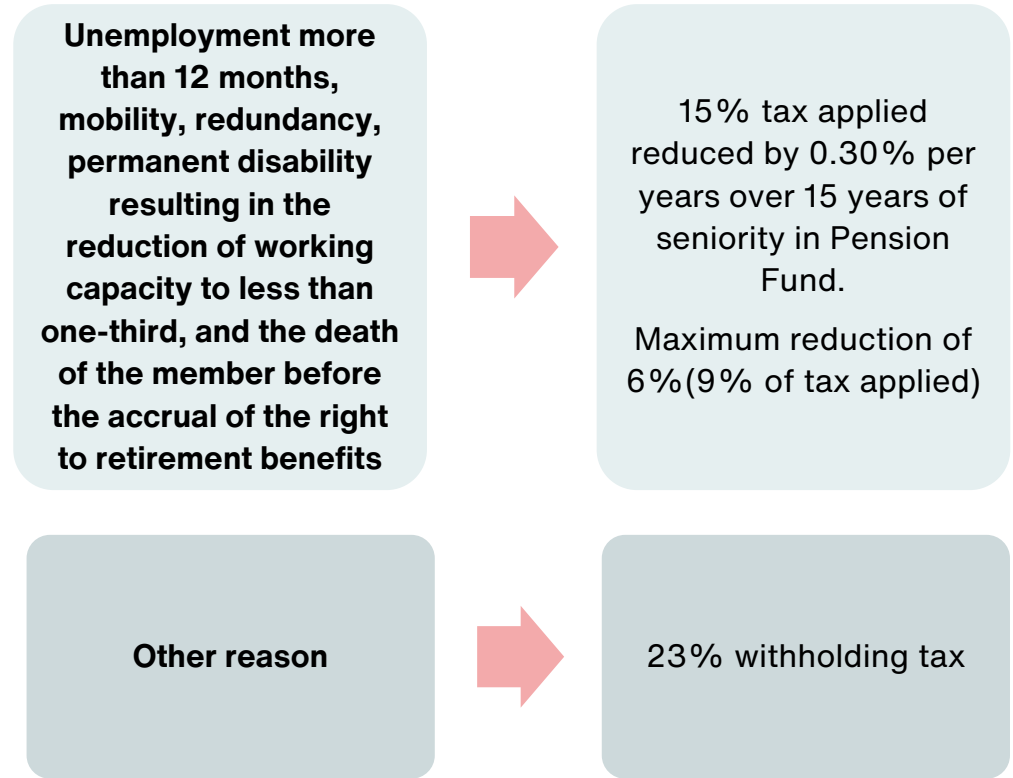 Unemployment more
than 12 months,
mobility, redundancy,
permanent disability
resulting in the
reduction of working
capacity to less than
one-third, and the death
of the member before
the accrual of the right
to retirement benefits
15% tax applied
reduced by 0.30% per
years over 15 years of
seniority in Pension
Fund.
Maximum reduction of
6%(9% of tax applied)
Other reason
23% withholding tax